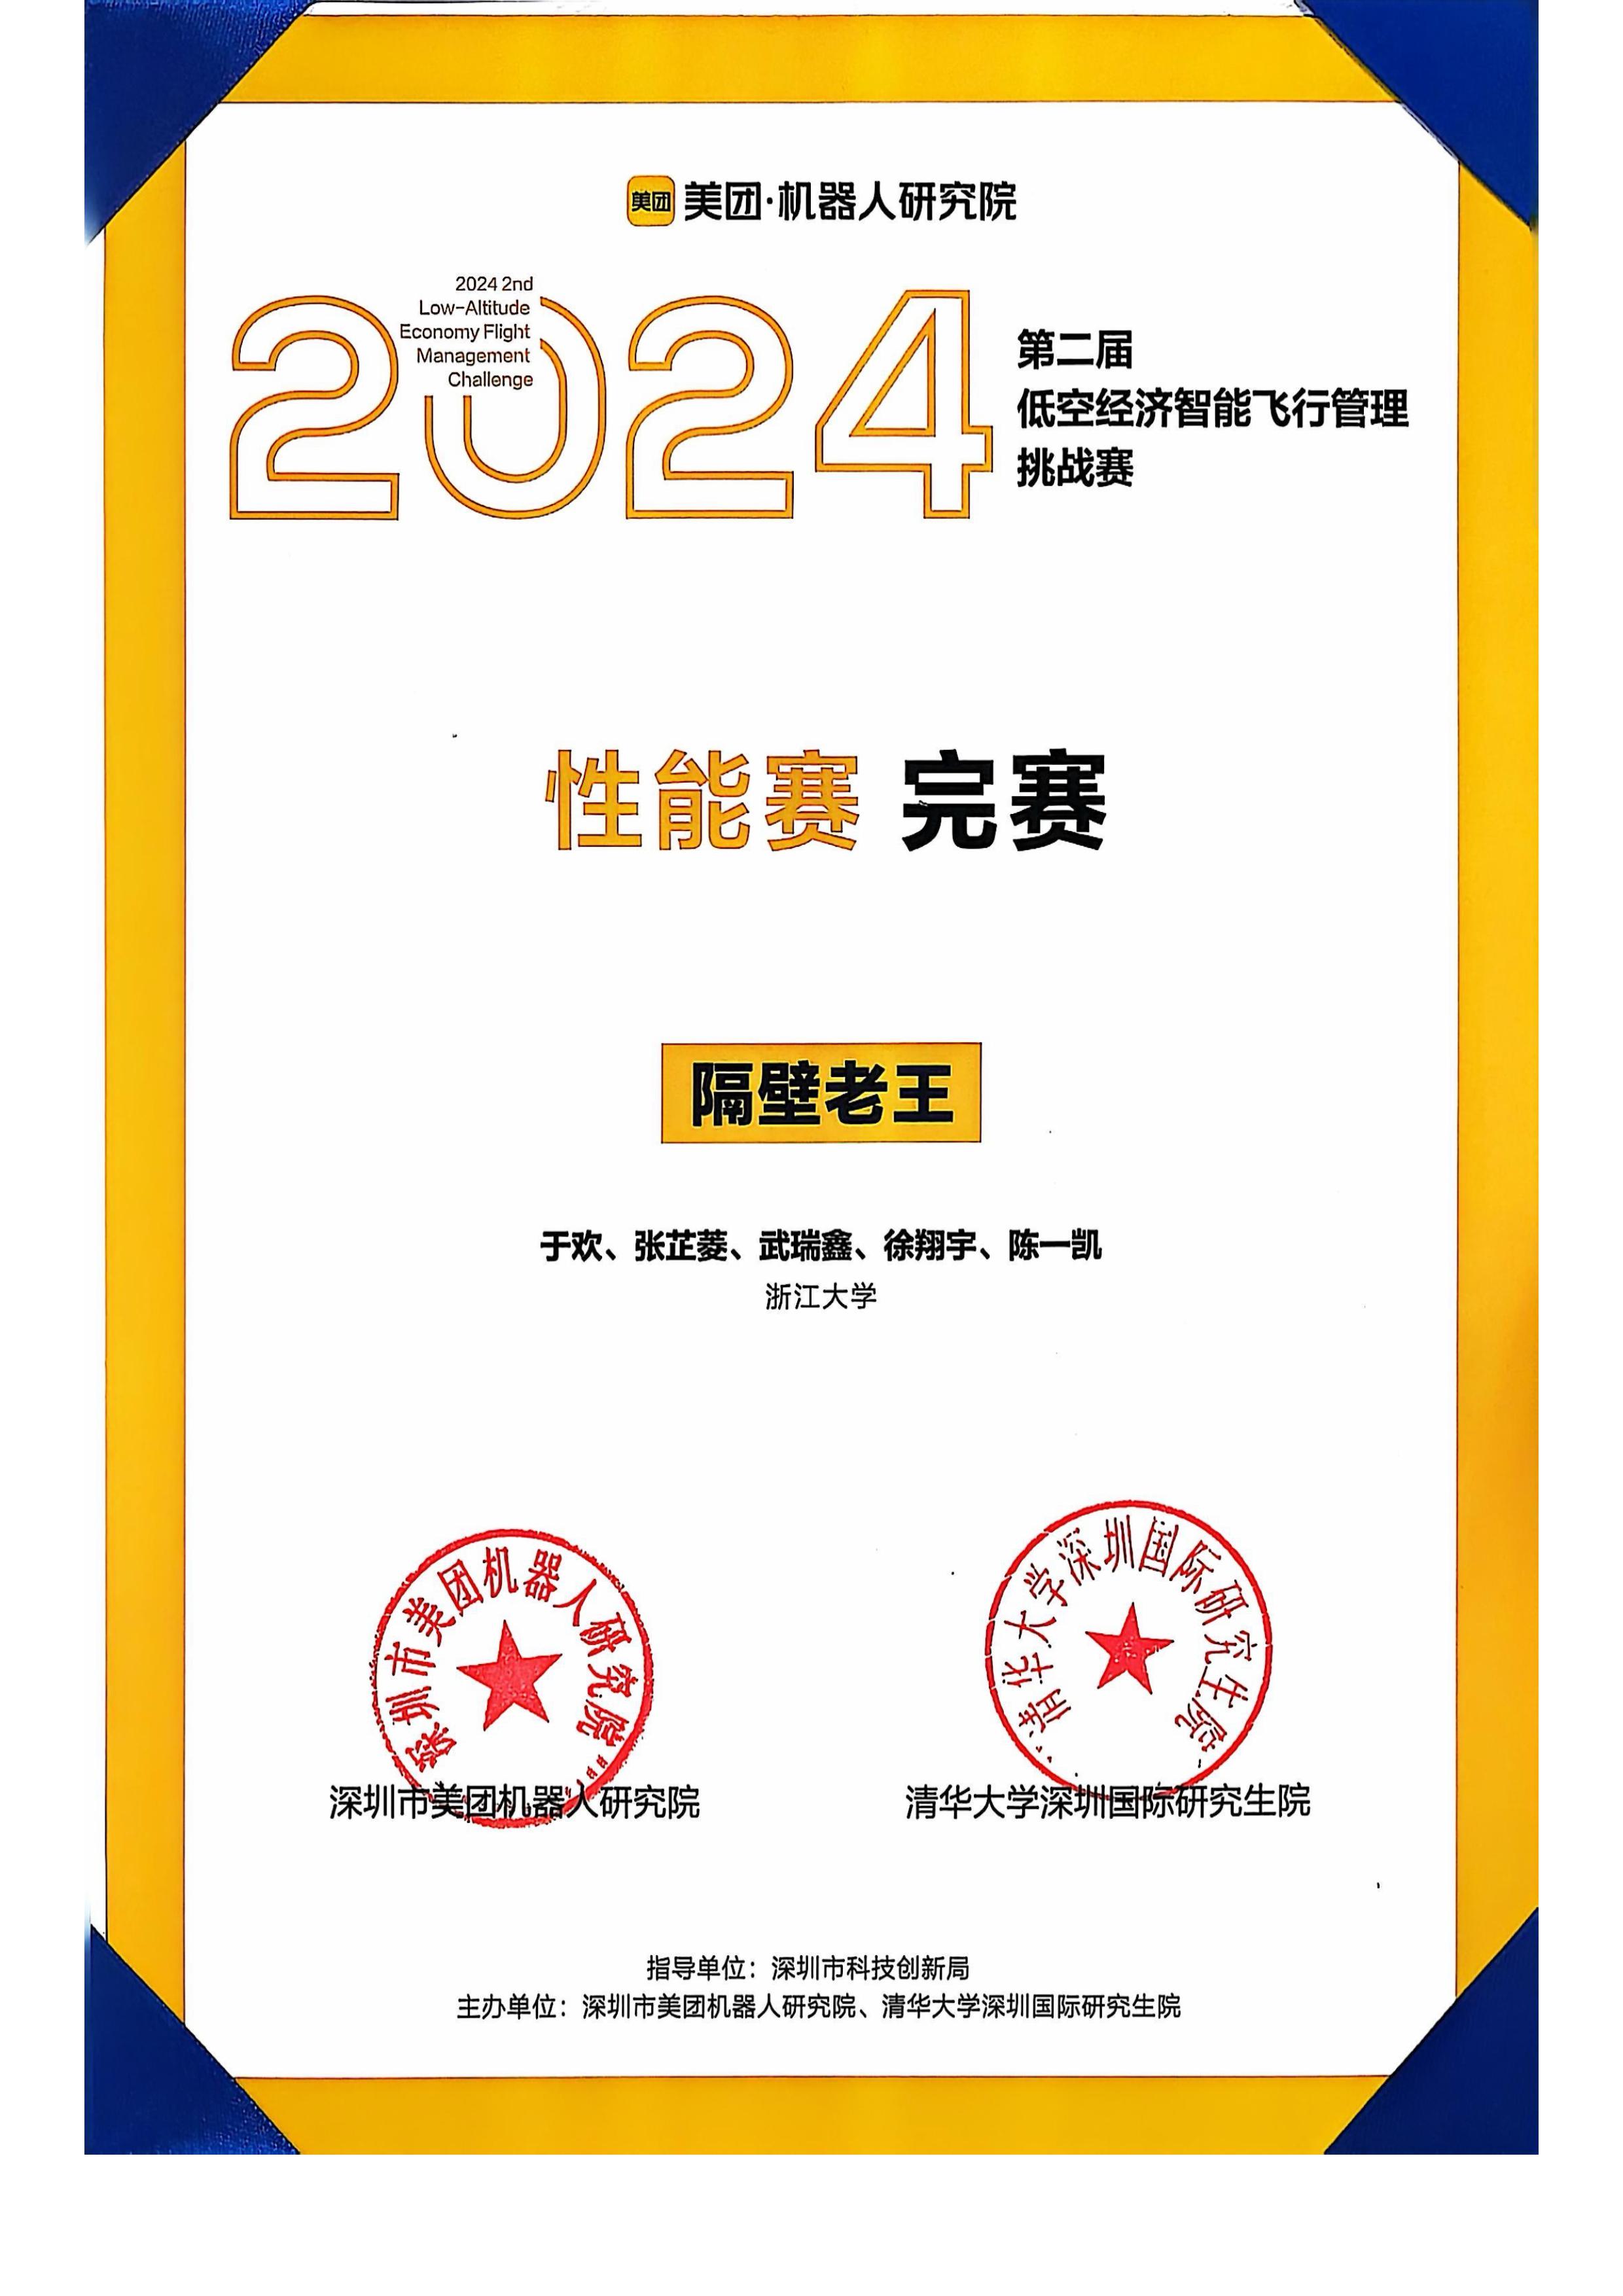 美团 美团·机器人研究院
2024 2nd
Low-Altitude
Economy Flight
Management
Challenge
2024
第二届
低空经济智能飞行管理
挑战赛
性能赛 完赛
隔壁老王
于欢、张芷菱、武瑞鑫、徐翔宇、陈一凯
浙江大学
深圳市美团机器人研究院
清华大学深圳国际研究生院
深圳市美团机器人研究院
清华大学深圳国际研究生院
指导单位：深圳市科技创新局
主办单位：深圳市美团机器人研究院、清华大学深圳国际研究生院